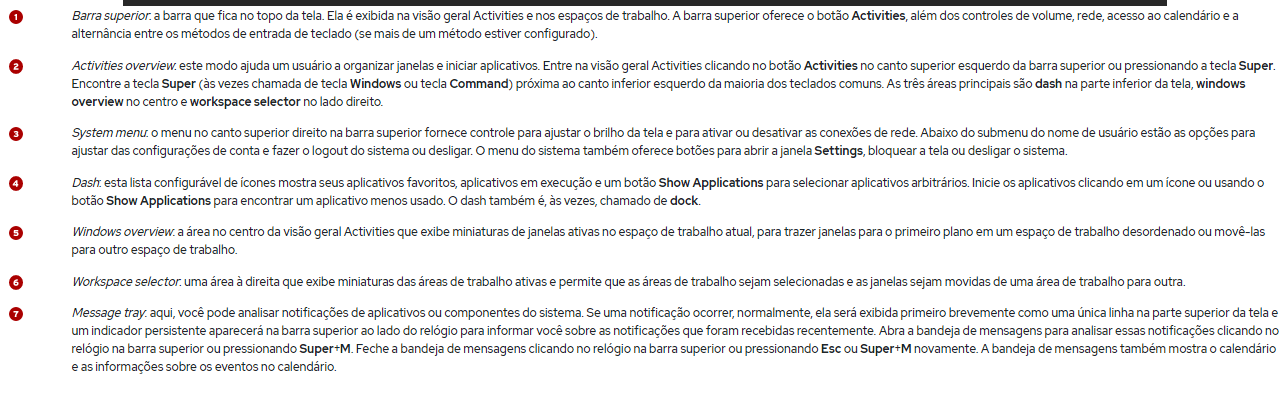 1 Barra superior: a barra que fica no topo da tela. Ela é exibida na visão geral Activities e nos espaços de trabalho. A barra superior oferece o botão Activities, além dos controles de volume, rede, acesso ao calendário e a
alternância entre os métodos de entrada de teclado (se mais de um método estiver configurado).
2 Activities overview: este modo ajuda um usuário a organizar janelas e iniciar aplicativos. Entre na visão geral Activities clicando no botão Activities no canto superior esquerdo da barra superior ou pressionando a tecla Super.
Encontre a tecla Super (às vezes chamada de tecla Windows ou tecla Command) próxima ao canto inferior esquerdo da maioria dos teclados comuns. As três áreas principais são dash na parte inferior da tela, windows
overview no centro e workspace selector no lado direito.
3 System menu: o menu no canto superior direito na barra superior fornece controle para ajustar o brilho da tela e para ativar ou desativar as conexões de rede. Abaixo do submenu do nome de usuário estão as opções para
ajustar das configurações de conta e fazer o logout do sistema ou desligar. O menu do sistema também oferece botões para abrir a janela Settings, bloquear a tela ou desligar o sistema.
4 Dash: esta lista configurável de ícones mostra seus aplicativos favoritos, aplicativos em execução e um botão Show Applications para selecionar aplicativos arbitrários. Inicie os aplicativos clicando em um ícone ou usando o
botão Show Applications para encontrar um aplicativo menos usado. O dash também é, às vezes, chamado de dock.
5 Windows overview: a área no centro da visão geral Activities que exibe miniaturas de janelas ativas no espaço de trabalho atual, para trazer janelas para o primeiro plano em um espaço de trabalho desordenado ou movê-las
para outro espaço de trabalho.
6 Workspace selector: uma área à direita que exibe miniaturas das áreas de trabalho ativas e permite que as áreas de trabalho sejam selecionadas e as janelas sejam movidas de uma área de trabalho para outra.
7 Message tray: aqui, você pode analisar notificações de aplicativos ou componentes do sistema. Se uma notificação ocorrer, normalmente, ela será exibida primeiro brevemente como uma única linha na parte superior da tela e
um indicador persistente aparecerá na barra superior ao lado do relógio para informar você sobre as notificações que foram recebidas recentemente. Abra a bandeja de mensagens para analisar essas notificações clicando no
relógio na barra superior ou pressionando Super+M. Feche a bandeja de mensagens clicando no relógio na barra superior ou pressionando Esc ou Super+M novamente. A bandeja de mensagens também mostra o calendário
e as informações sobre os eventos no calendário.